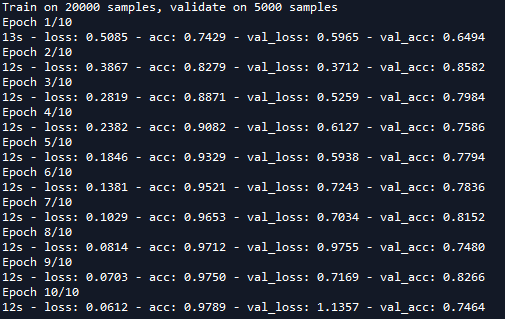 Train on 20000 samples, validate on 5000 samples
Epoch 1/10
13s - loss: 0.5085 - acc: 0.7429 - val_loss: 0.5965 - val_acc: 0.6494
Epoch 2/10
12s - loss: 0.3867 - acc: 0.8279 - val_loss: 0.3712 - val_acc: 0.8582
Epoch 3/10
12s - loss: 0.2819 - acc: 0.8871 - val_loss: 0.5259 - val_acc: 0.7984
Epoch 4/10
12s - loss: 0.2382 - acc: 0.9082 - val_loss: 0.6127 - val_acc: 0.7586
Epoch 5/10
12s - loss: 0.1846 - acc: 0.9329 - val_loss: 0.5938 - val_acc: 0.7794
Epoch 6/10
12s - loss: 0.1381 - acc: 0.9521 - val_loss: 0.7243 - val_acc: 0.7836
Epoch 7/10
12s - loss: 0.1029 - acc: 0.9653 - val_loss: 0.7034 - val_acc: 0.8152
Epoch 8/10
12s - loss: 0.0814 - acc: 0.9712 - val_loss: 0.9755 - val_acc: 0.7480
Epoch 9/10
12s - loss: 0.0703 - acc: 0.9750 - val_loss: 0.7169 - val_acc: 0.8266
Epoch 10/10
12s - loss: 0.0612 - acc: 0.9789 - val_loss: 1.1357 - val_acc: 0.7464